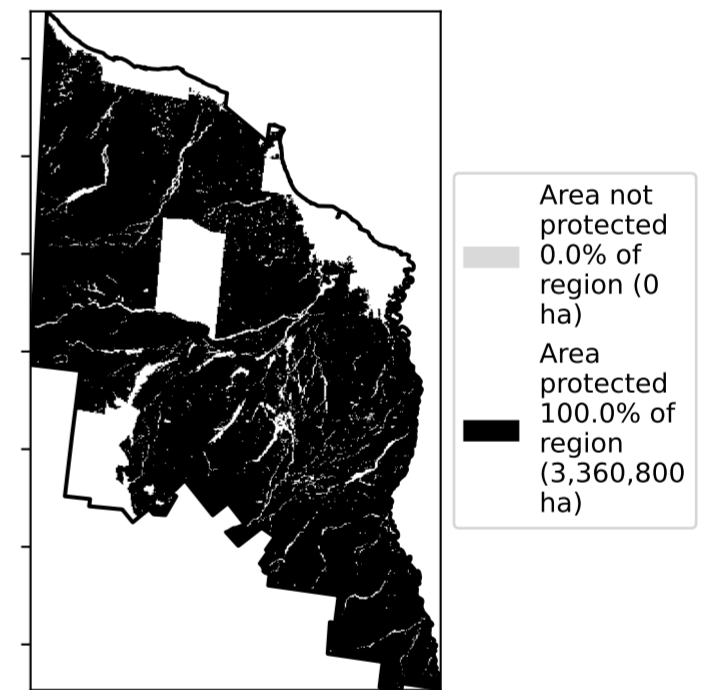 Area not
protected
0.0% of
region (0
ha)
Area
protected
100.0% of
region
(3,360,800
ha)